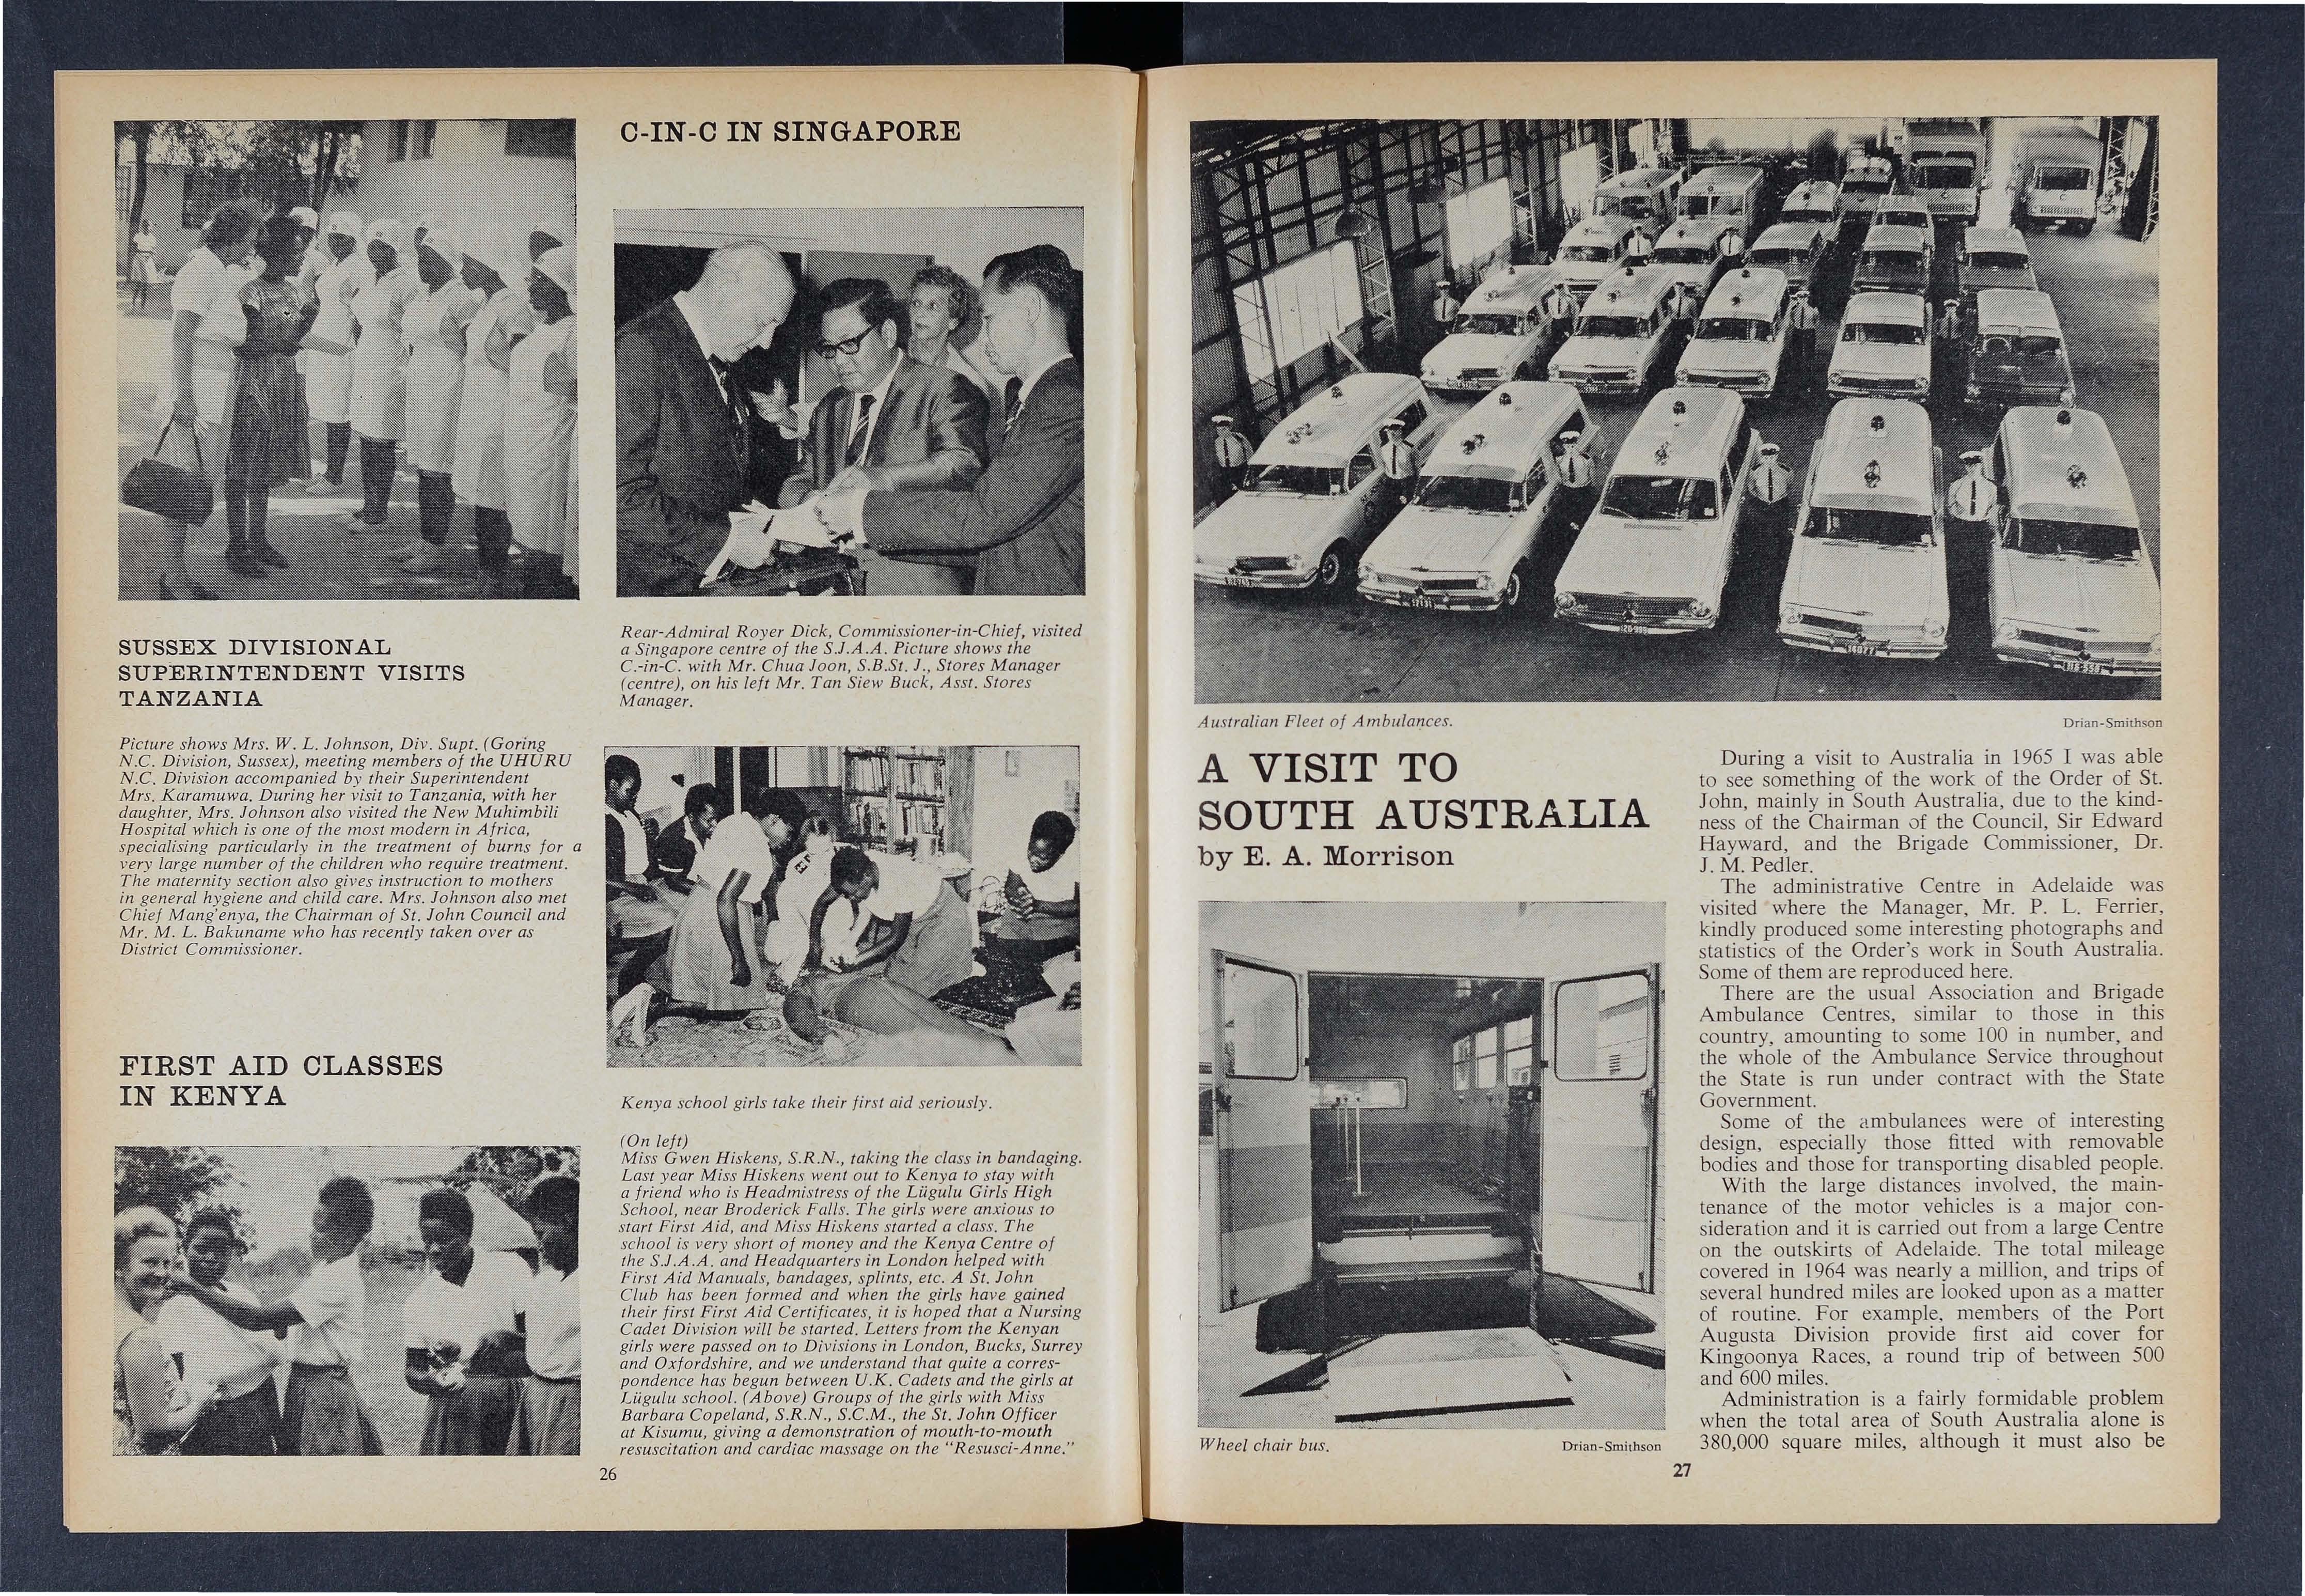 SUSSEX DIVISIONAL
SUPERINTENDENT VISITS
TANZANIA
Picture shows Mrs. W. L. Johnson, Div. Supt. (Goring
N.C. Division, Sussex), meeting members of the UHURU
N.C. Division accompanied by their Superintendent
Mrs. Karamuwa. During her visit to Tanzania, with her
daughter, Mrs. Johnson also visited the New Muhimbili
Hospital which is one of the most modern in Africa,
specialising particularly in the treatment of burns for a
very large number of the children who require treatment.
The maternity section also gives instruction to mothers
in general hygiene and child care. Mrs. Johnson also met
Chief Mang'enya, the Chairman of St. John Council and
Mr. M. L. Bakuname who has recently taken over as
District Commissioner.
FIRST AID CLASSES
IN KENYA
C-IN-C IN SINGAPORE
Rear-Admiral Royer Dick, Commissioner-in-Chief, visited
a Singapore centre of the S.J.A.A. Picture shows the
C.-in-C. with Mr. Chua Joon, S.B.St. J., Stores Manager
(centre), on his left Mr. Tan Siew Buck, Asst. Stores
Manager.
Kenya school girls take their first aid seriously.
(On left)
Miss Gwen Hiskens, S.R.N., taking the class in bandaging.
Last year Miss Hiskens went out to Kenya to stay with
a friend who is Headmistress of the Lügulu Girls High
School, near Broderick Falls. The girls were anxious to
start First Aid, and Miss Hiskens started a class. The
school is very short of money and the Kenya Centre of
the S.J.A.A. and Headquarters in London helped with
First Aid Manuals, bandages, splints, etc. A St. John
Club has been formed and when the girls have gained
their first First Aid Certificates, it is hoped that a Nursing
Cadet Division will be started. Letters from the Kenyan
girls were passed on to Divisions in London, Bucks, Surrey
and Oxfordshire, and we understand that quite a corres-
pondence has begun between U.K. Cadets and the girls at
Lügulu school. (Above) Groups of the girls with Miss
Barbara Copeland, S.R.N., S.C.M., the St. John Officer
at Kisumu, giving a demonstration of mouth-to-mouth
resuscitation and cardiac massage on the "Resusci-Anne."
26
Australian Fleet of Ambulances.
Drian-Smithson
A VISIT TO
SOUTH AUSTRALIA
by E. A. Morrison
Wheel chair bus.
Drian-Smithson
During a visit to Australia in 1965 I was able
to see something of the work of the Order of St.
John, mainly in South Australia, due to the kind-
ness of the Chairman of the Council, Sir Edward
Hayward, and the Brigade Commissioner, Dr.
J. M. Pedler.
The administrative Centre in Adelaide was
visited where the Manager, Mr. P. L. Ferrier,
kindly produced some interesting photographs and
statistics of the Order's work in South Australia.
Some of them are reproduced here.
There are the usual Association and Brigade
Ambulance Centres, similar to those in this
country, amounting to some 100 in number, and
the whole of the Ambulance Service throughout
the State is run under contract with the State
Government.
Some of the ambulances were of interesting
design, especially those fitted with removable
bodies and those for transporting disabled people.
With the large distances involved, the main-
tenance of the motor vehicles is a major con-
sideration and it is carried out from a large Centre
on the outskirts of Adelaide. The total mileage
covered in 1964 was nearly a million, and trips of
several hundred miles are looked upon as a matter
of routine. For example, members of the Port
Augusta Division provide first aid cover for
Kingoonya Races, a round trip of between 500
and 600 miles.
Administration is a fairly formidable problem
when the total area of South Australia alone is
380,000 square miles, although it must also be
27